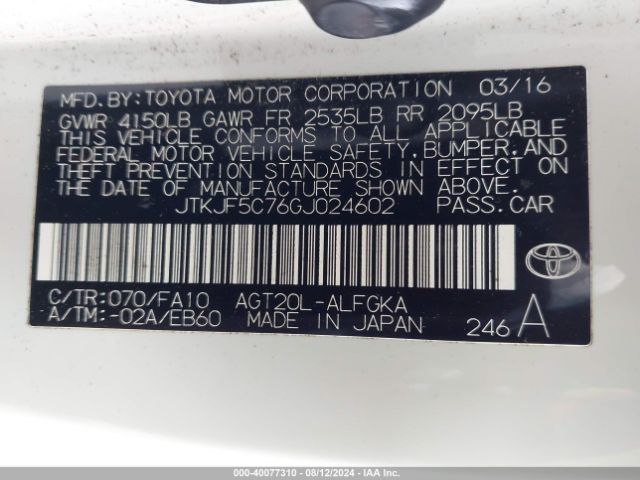 MFD.BY:TOYOTA MOTOR CORPORATION 03/16
GVWR 4150LB GAWR FR 2535LB RR 2095LB
THIS VEHICLE CONFORMS TO ALL APPLICABLE
FEDERAL MOTOR VEHICLE SAFETY,BUMPER,AND
THEFT PREVENTION STANDARDS IN EFFECT ON
THE DATE OF MANUFACTURE SHOWN ABOVE.
JTKJF5C76GJ024602 PASS.CAR
C/TR:070/FA10 AGT20L-ALFGKA
A/TM:-02A/EB60 MADE IN JAPAN 246 A
000-40077310 - 08/12/2024 - IAAI.com